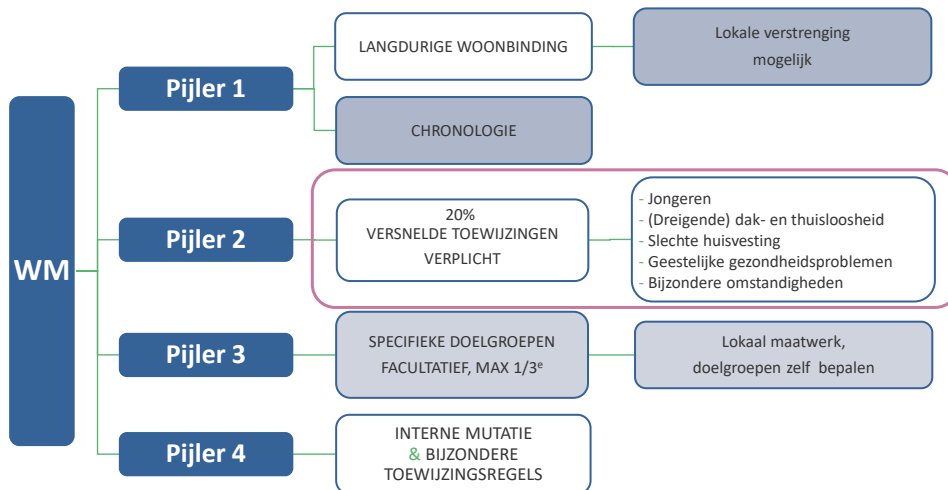 WM
Pijler 1
LANGDURIGE WOONBINDING
Lokale verstrenging
mogelijk
CHRONOLOGIE
Pijler 2
20%
VERSNELDE TOEWIJZINGEN
VERPLICHT
- Jongeren
- (Dreigende) dak- en thuisloosheid
- Slechte huisvesting
- Geestelijke gezondheidsproblemen
- Bijzondere omstandigheden
Pijler 3
SPECIFIEKE DOELGROEPEN
FACULTATIEF, MAX 1/3ᵉ
Lokaal maatwerk,
doelgroepen zelf bepalen
Pijler 4
INTERNE MUTATIE
& BIJZONDERE
TOEWIJZINGSREGELS